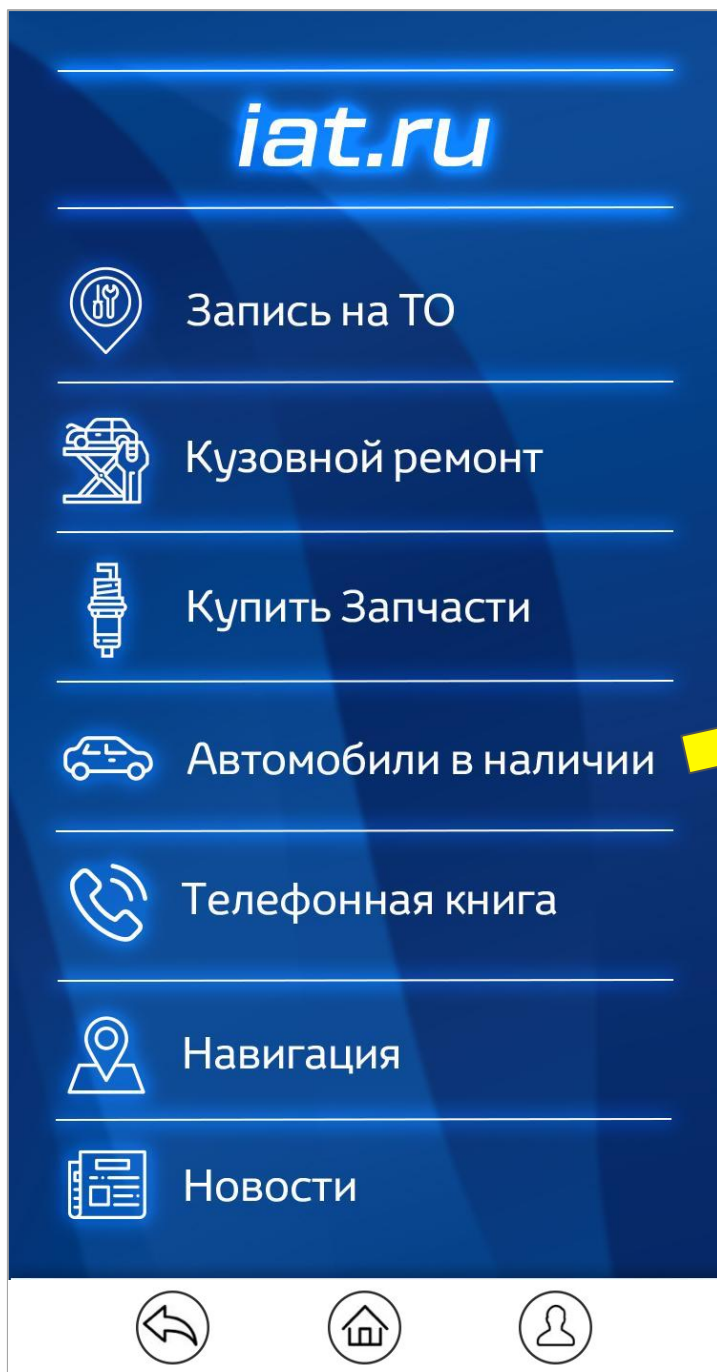 iat.ru
Запись на ТО
Кузовной ремонт
Купить Запчасти
Автомобили в наличии
Телефонная книга
Навигация
Новости